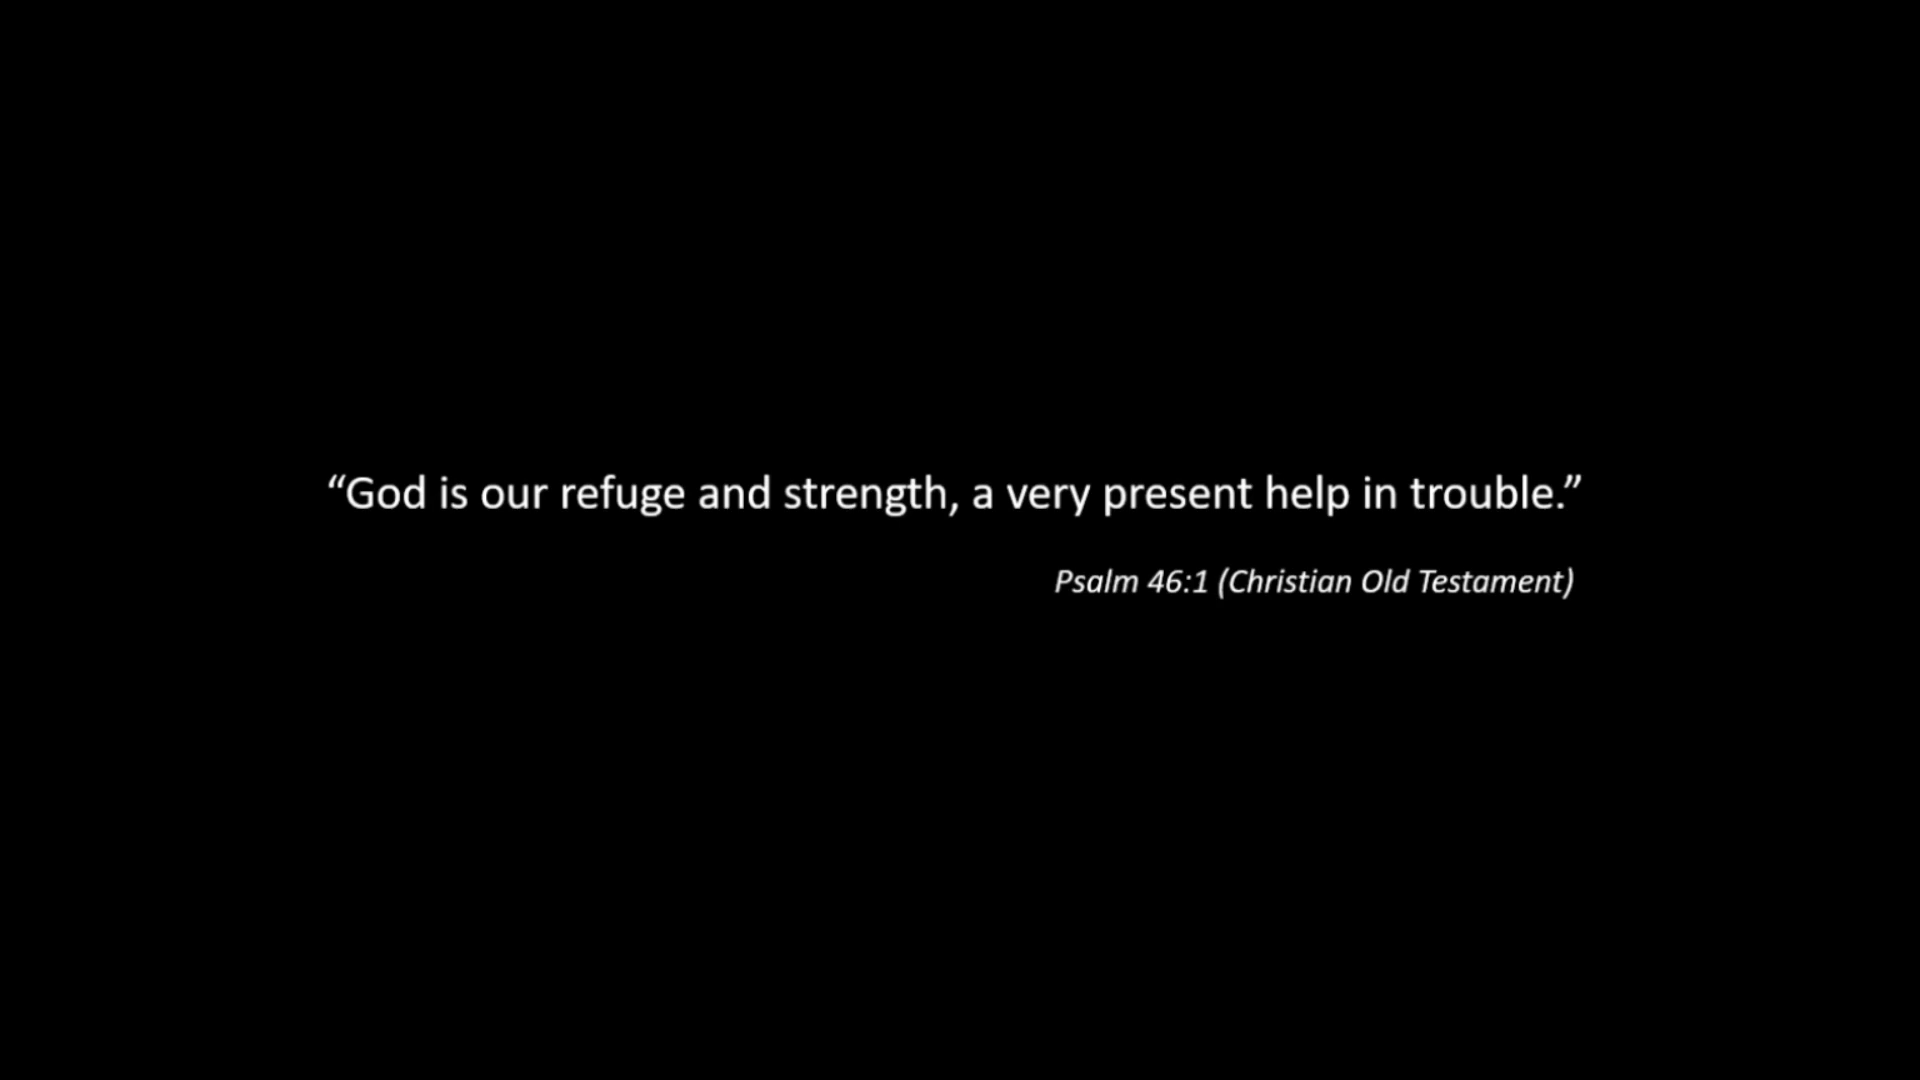 “God is our refuge and strength, a very present help in trouble.”
Psalm 46:1 (Christian Old Testament)